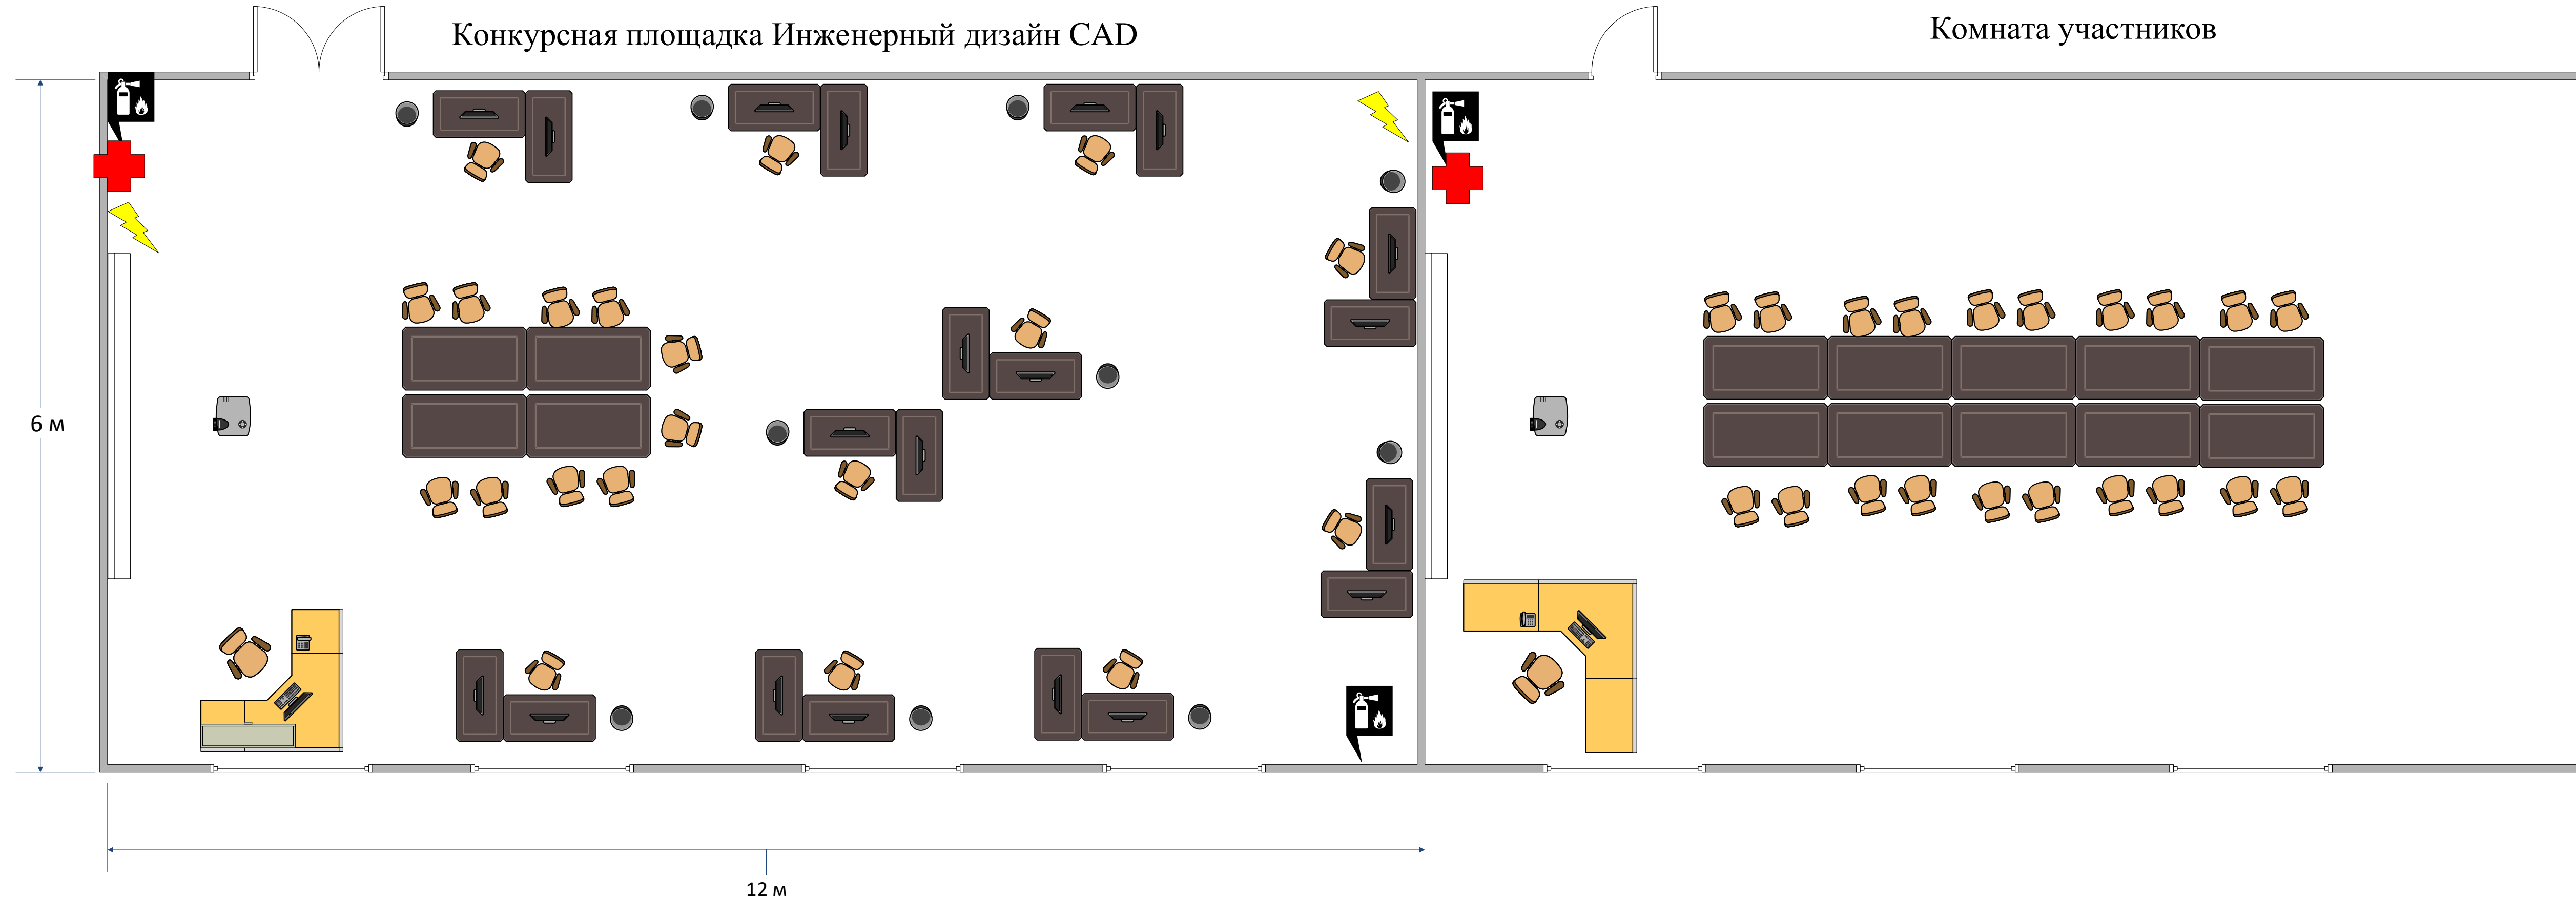 Конкурсная площадка Инженерный дизайн CAD
Комната участников
6 м
12 м